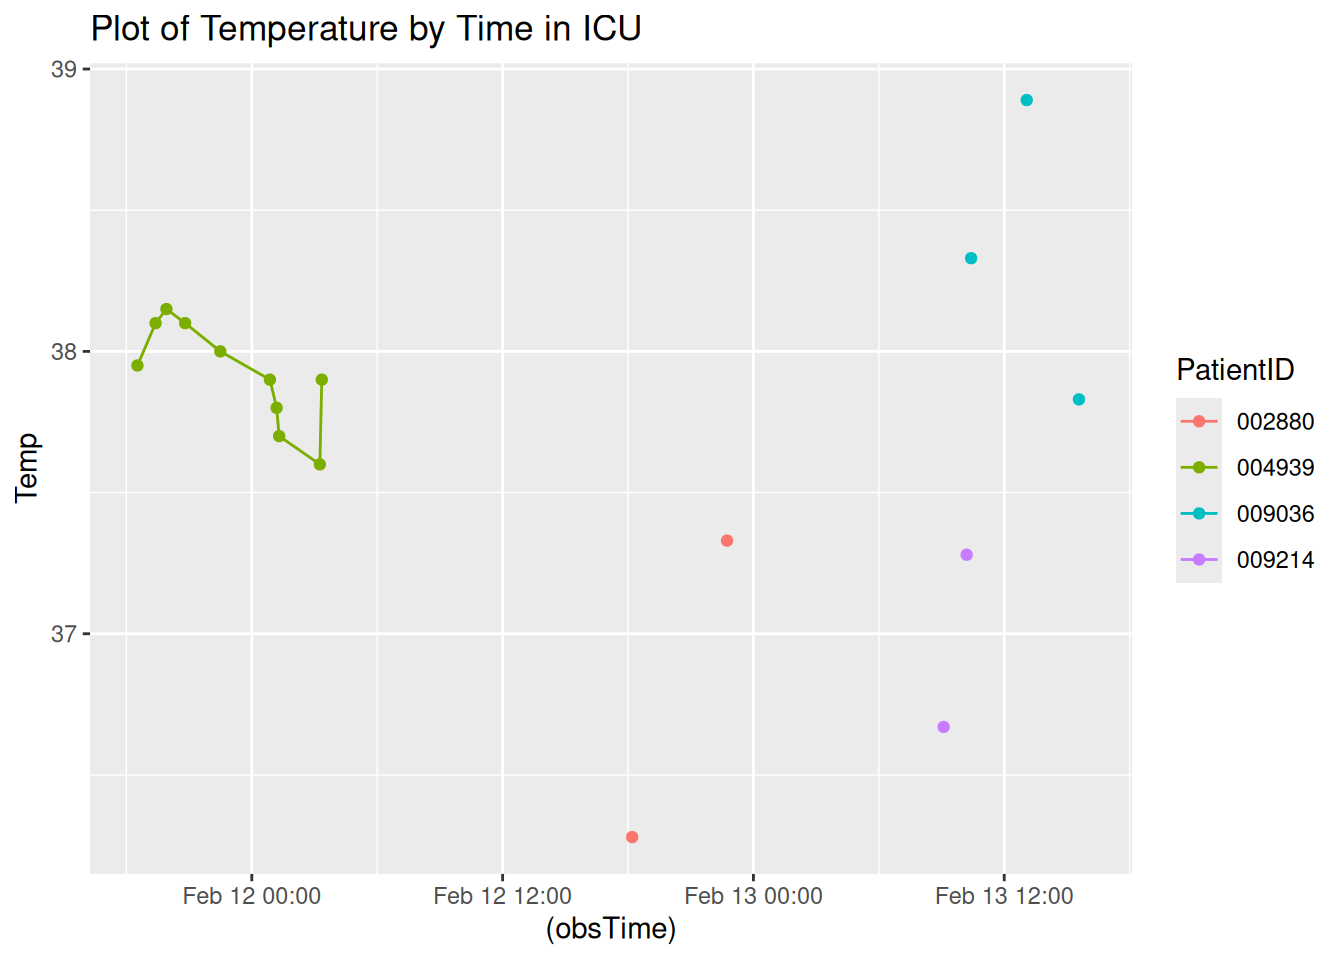 Plot of Temperature by Time in ICU
39
38
37
Temp
Feb 12 00:00
Feb 12 12:00
Feb 13 00:00
Feb 13 12:00
(obsTime)
PatientID
002880
004939
009036
009214